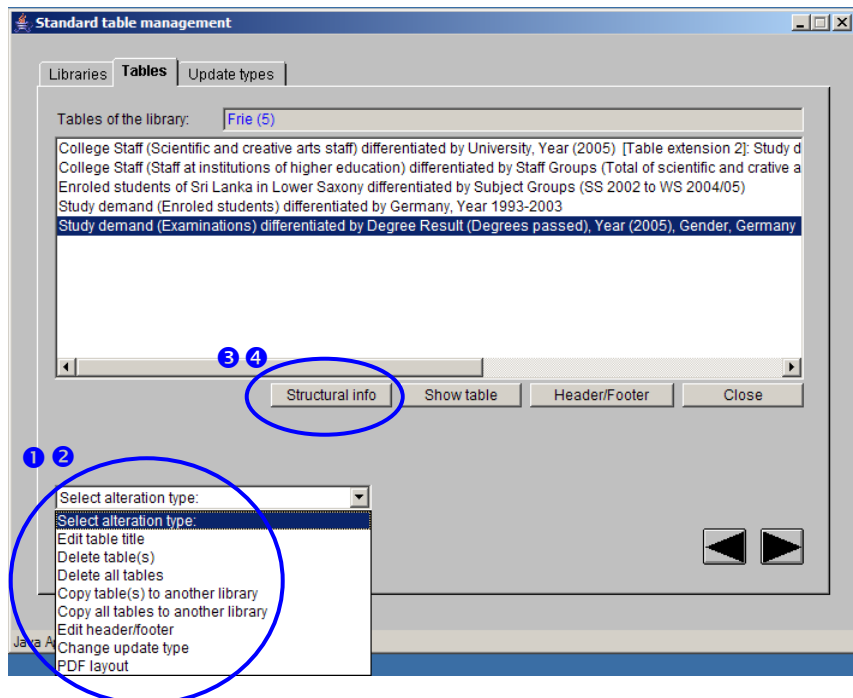 Standard table management
Libraries Tables Update types
Tables of the library: Frie (5)
College Staff (Scientific and creative arts staff) differentiated by University, Year (2005) [Table extension 2]: Study d
College Staff (Staff at institutions of higher education) differentiated by Staff Groups (Total of scientific and crative a
Enroled students of Sri Lanka in Lower Saxony differentiated by Subject Groups (SS 2002 to WS 2004/05)
Study demand (Enroled students) differentiated by Germany, Year 1993-2003
Study demand (Examinations) differentiated by Degree Result (Degrees passed), Year (2005), Gender, Germany
❸ ❹
Structural info Show table Header/Footer Close
❶ ❷
Select alteration type:
Select alteration type:
Edit table title
Delete table(s)
Delete all tables
Copy table(s) to another library
Copy all tables to another library
Edit header/footer
Java A
Change update type
PDF layout